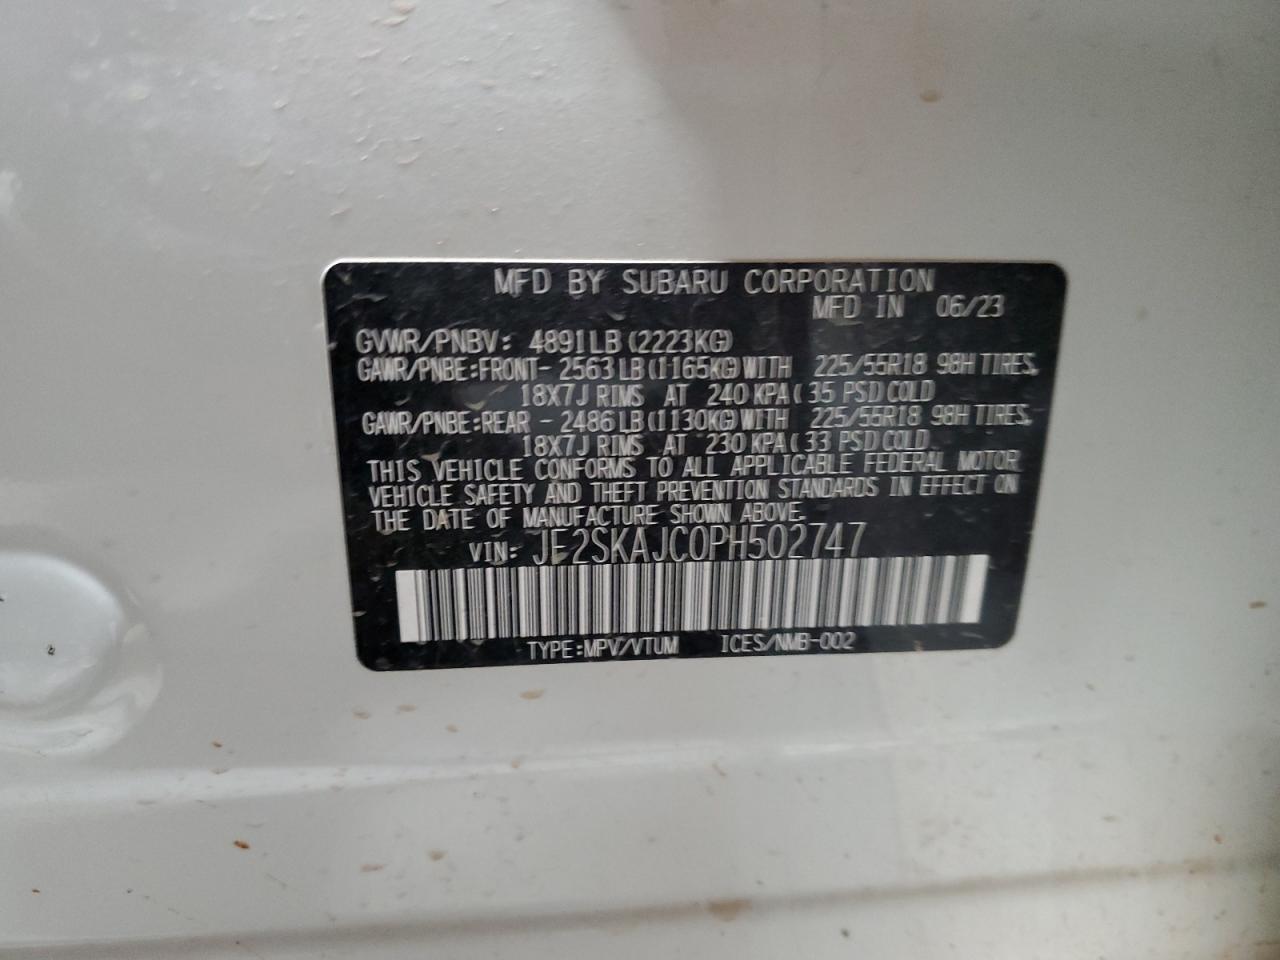 MFD BY SUBARU CORPORATION
MFD IN 06/23
GVWR/PNBV: 4891LB (2223KG)
GAWR/PNBE:FRONT- 2563LB(1165KG)WITH 225/55R18 98H TIRES,
18X7J RIMS AT 240 KPA( 35 PSI)COLD
GAWR/PNBE:REAR - 2486LB(1130KG)WITH 225/55R18 98H TIRES,
18X7J RIMS AT 230 KPA( 33 PSI)COLD.
THIS VEHICLE CONFORMS TO ALL APPLICABLE FEDERAL MOTOR
VEHICLE SAFETY AND THEFT PREVENTION STANDARDS IN EFFECT ON
THE DATE OF MANUFACTURE SHOWN ABOVE.
VIN: JF2SKAJC0PH502747
TYPE:MPV/VTUM ICES/NMB-002